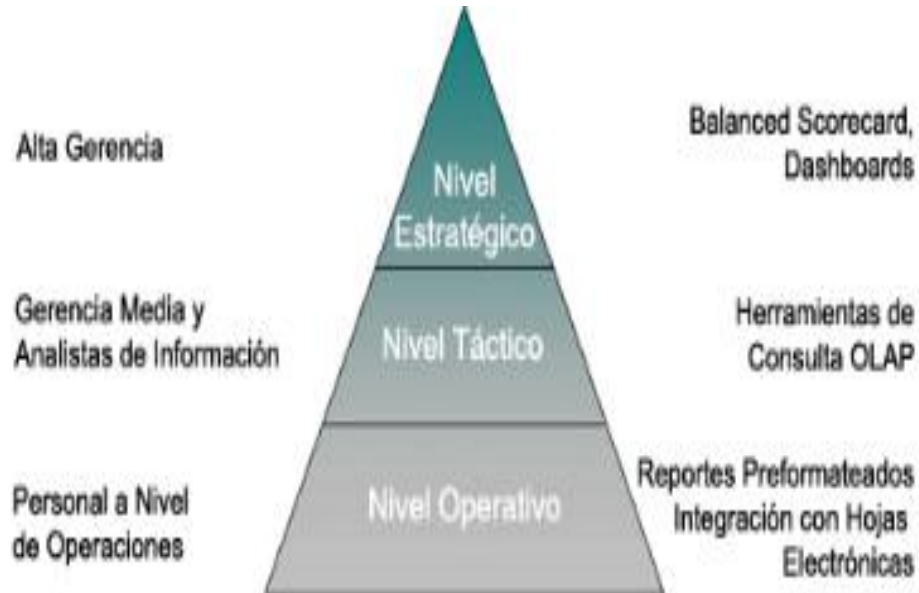 Alta Gerencia
Nivel
Estratégico
Balanced Scorecard,
Dashboards
Gerencia Media y
Analistas de Información
Nivel Táctico
Herramientas de
Consulta OLAP
Personal a Nivel
de Operaciones
Nivel Operativo
Reportes Preformateados
Integración con Hojas
Electrónicas